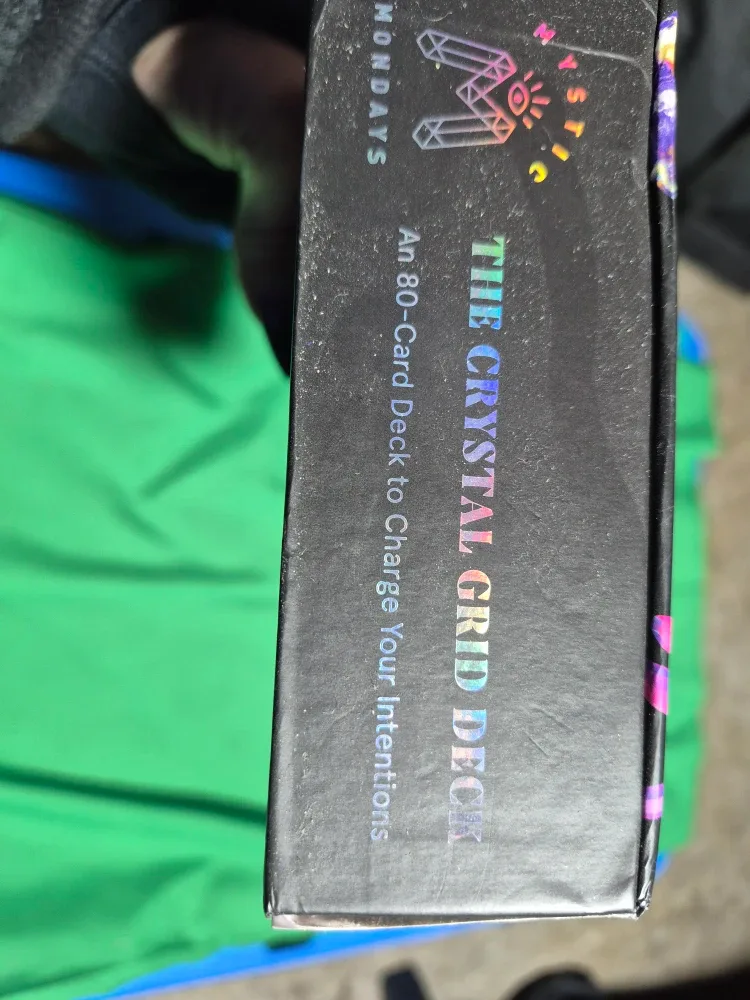 MYSTIC
MONDAYS
THE CRYSTAL GRID DECK
An 80-Card Deck to Charge Your Intentions